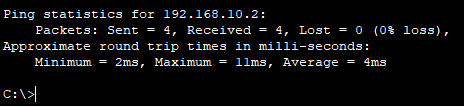 Ping statistics for 192.168.10.2:
    Packets: Sent = 4, Received = 4, Lost = 0 (0% loss),
Approximate round trip times in milli-seconds:
    Minimum = 2ms, Maximum = 11ms, Average = 4ms

C:\>